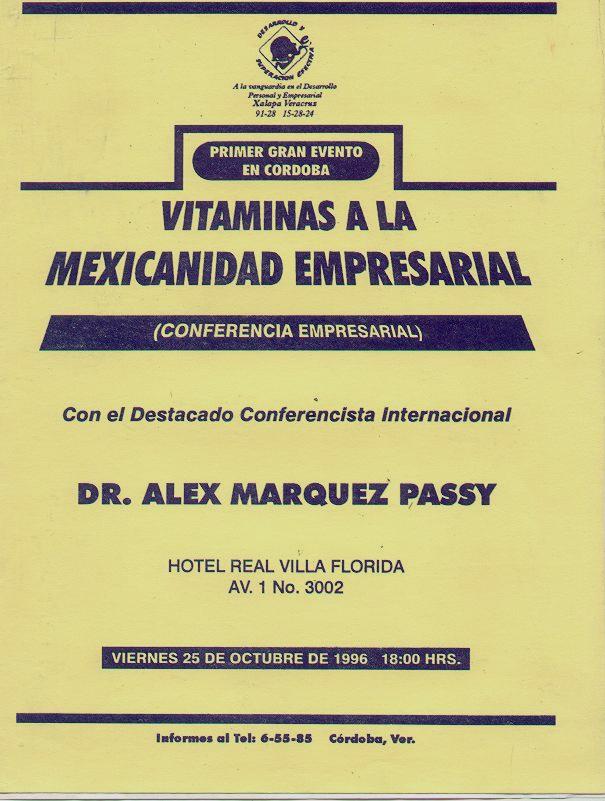 DESARROLLO Y
SUPERACION EFECTIVA
A la vanguardia en el Desarrollo
Personal y Empresarial
Xalapa Veracruz
91-28 15-28-24
PRIMER GRAN EVENTO
EN CORDOBA
VITAMINAS A LA
MEXICANIDAD EMPRESARIAL
(CONFERENCIA EMPRESARIAL)
Con el Destacado Conferencista Internacional
DR. ALEX MARQUEZ PASSY
HOTEL REAL VILLA FLORIDA
AV. 1 No. 3002
VIERNES 25 DE OCTUBRE DE 1996 18:00 HRS.
Informes al Tel: 6-55-85 Córdoba, Ver.